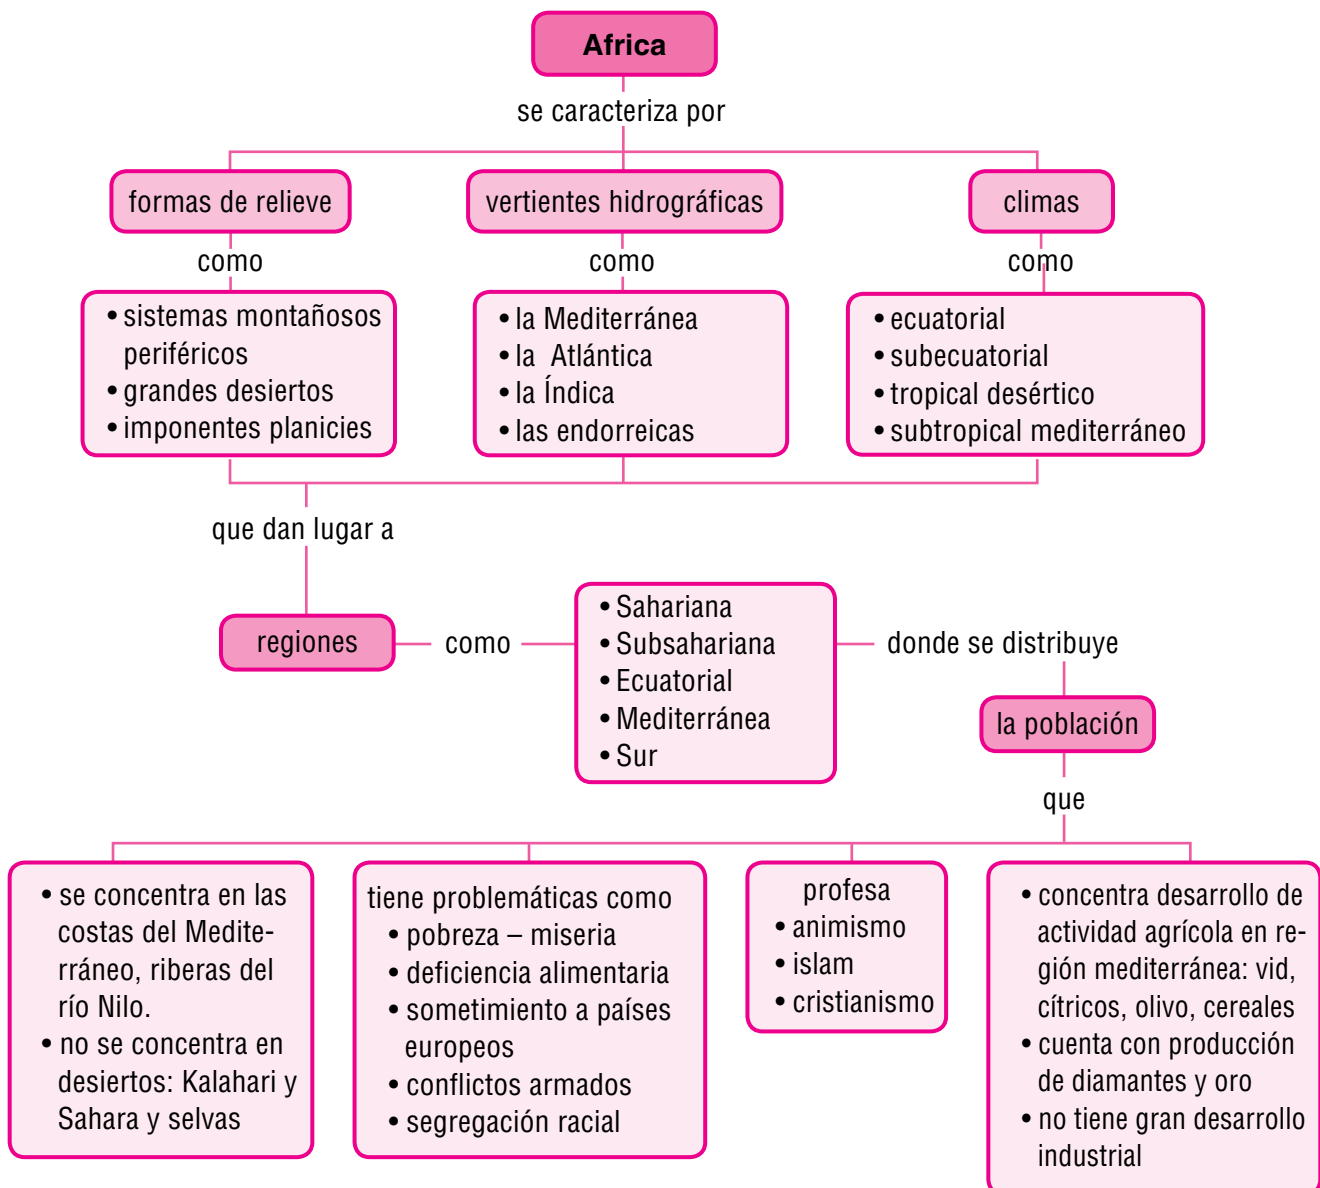 Africa
se caracteriza por
formas de relieve
vertientes hidrográficas
climas
como
como
como
• sistemas montañosos
periféricos
• grandes desiertos
• imponentes planicies
• la Mediterránea
• la Atlántica
• la Índica
• las endorreicas
• ecuatorial
• subecuatorial
• tropical desértico
• subtropical mediterráneo
que dan lugar a
regiones
como
• Sahariana
• Subsahariana
• Ecuatorial
• Mediterránea
• Sur
donde se distribuye
la población
que
• se concentra en las
costas del Medite-
rráneo, riberas del
río Nilo.
• no se concentra en
desiertos: Kalahari y
Sahara y selvas
tiene problemáticas como
• pobreza – miseria
• deficiencia alimentaria
• sometimiento a países
europeos
• conflictos armados
• segregación racial
profesa
• animismo
• islam
• cristianismo
• concentra desarrollo de
actividad agrícola en re-
gión mediterránea: vid,
cítricos, olivo, cereales
• cuenta con producción
de diamantes y oro
• no tiene gran desarrollo
industrial